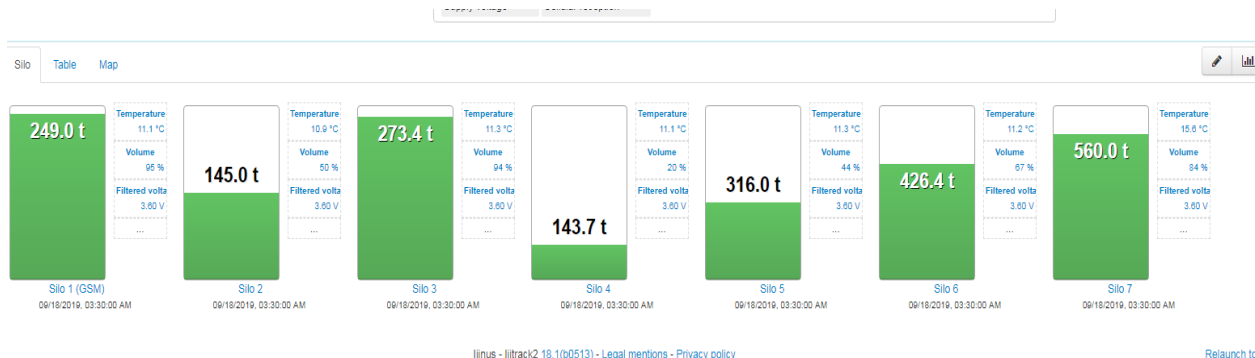 Supply voltage Cellular reception
Silo Table Map
249.0 t
Temperature
11.1 °C
Volume
95 %
Filtered volta
3.60 V
...
Silo 1 (GSM)
09/18/2019, 03:30:00 AM
145.0 t
Temperature
10.9 °C
Volume
50 %
Filtered volta
3.60 V
...
Silo 2
09/18/2019, 03:30:00 AM
273.4 t
Temperature
11.3 °C
Volume
94 %
Filtered volta
3.60 V
...
Silo 3
09/18/2019, 03:30:00 AM
143.7 t
Temperature
11.1 °C
Volume
20 %
Filtered volta
3.60 V
...
Silo 4
09/18/2019, 03:30:00 AM
316.0 t
Temperature
11.3 °C
Volume
44 %
Filtered volta
3.60 V
...
Silo 5
09/18/2019, 03:30:00 AM
426.4 t
Temperature
11.2 °C
Volume
67 %
Filtered volta
3.60 V
...
Silo 6
09/18/2019, 03:30:00 AM
560.0 t
Temperature
15.6 °C
Volume
84 %
Filtered volta
3.60 V
...
Silo 7
09/18/2019, 03:30:00 AM
liinus - liitrack2 18.1(b0513) - Legal mentions - Privacy policy
Relaunch to